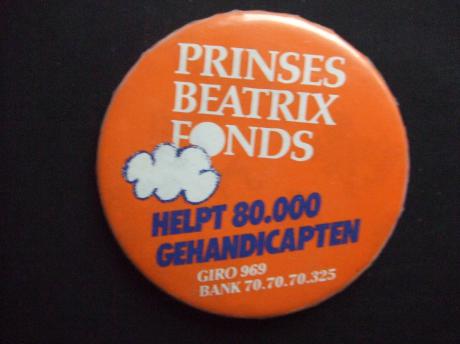 PRINSES
BEATRIX
FONDS
HELPT 80.000
GEHANDICAPTEN
GIRO 969
BANK 70.70.70.325